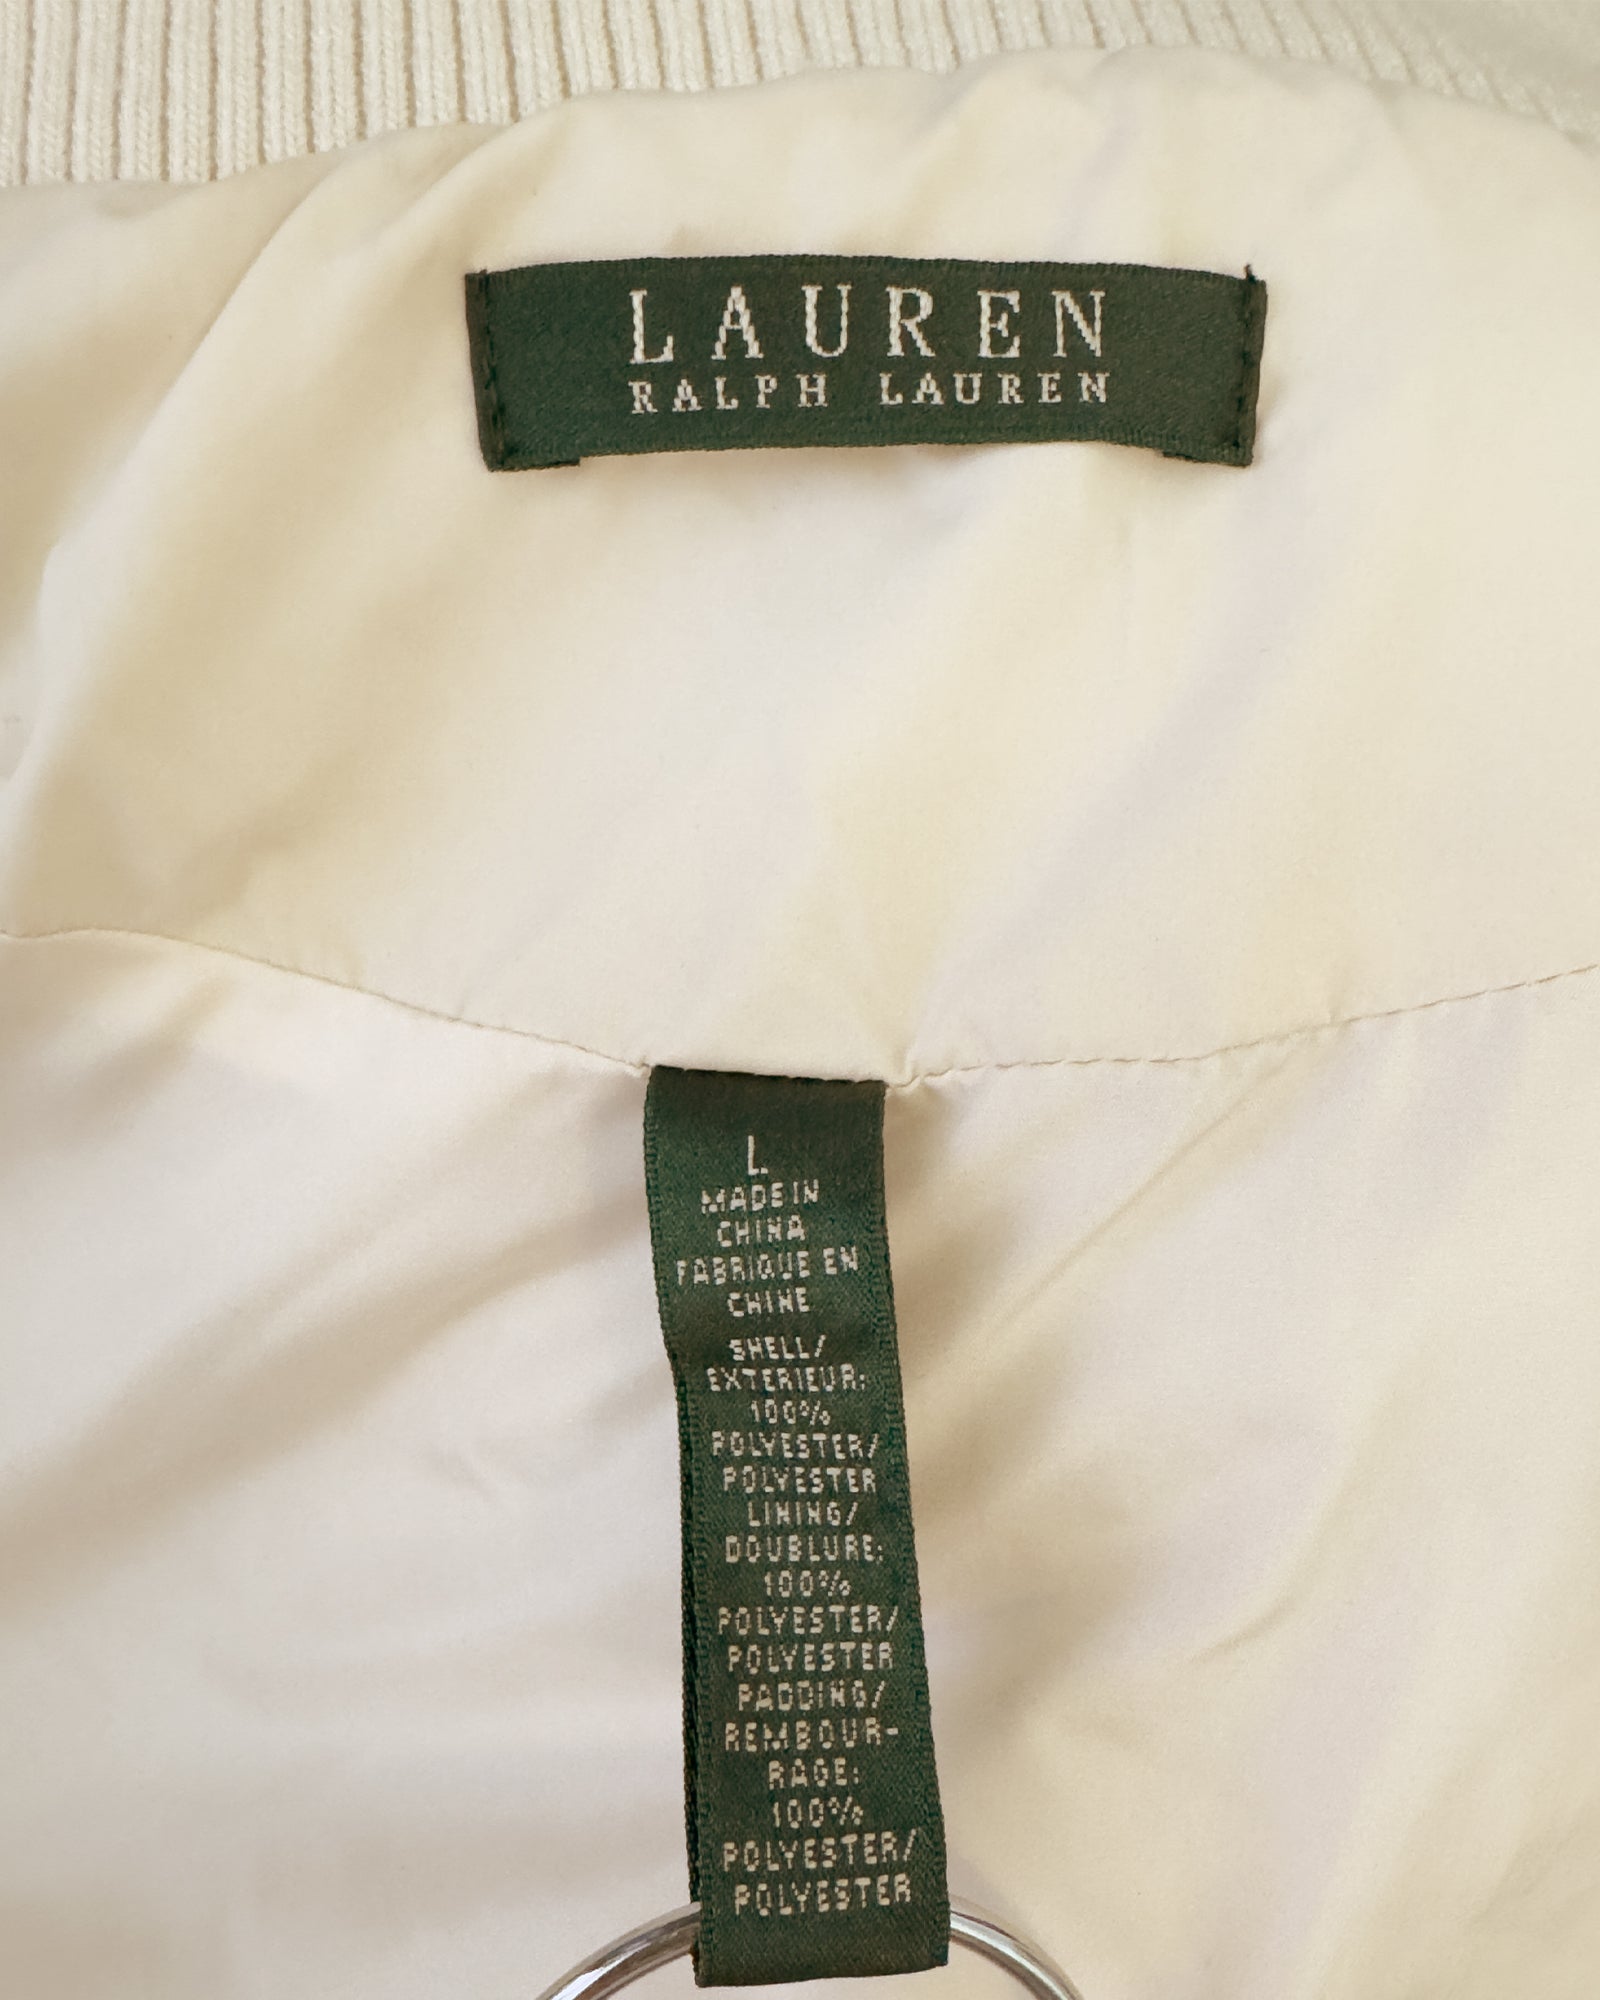 LAUREN
RALPH LAUREN
L
MADE IN
CHINA
FABRIQUE EN
CHINE
SHELL/
EXTERIEUR:
100%
POLYESTER/
POLYESTER
LINING/
DOUBLURE:
100%
POLYESTER/
POLYESTER
PADDING/
REMBOUR-
RAGE:
100%
POLYESTER/
POLYESTER